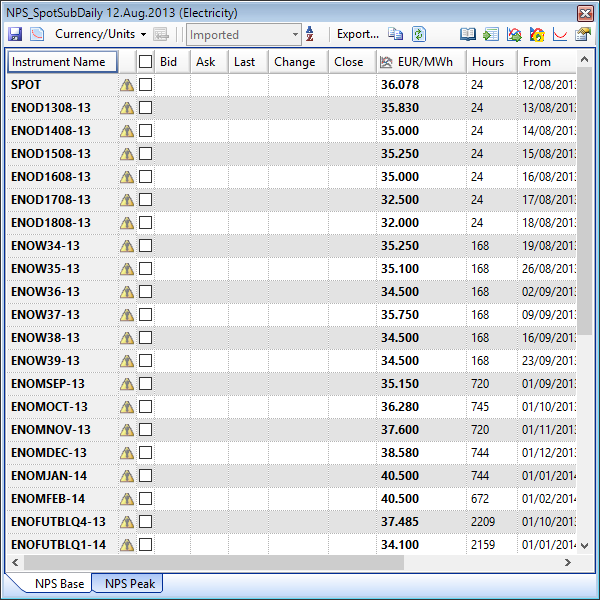 NPS_SpotSubDaily 12.Aug.2013 (Electricity)
Currency/Units Imported A Z Export...
Instrument Name Bid Ask Last Change Close EUR/MWh Hours From
SPOT 36.078 24 12/08/2013
ENOD1308-13 35.830 24 13/08/2013
ENOD1408-13 35.000 24 14/08/2013
ENOD1508-13 35.250 24 15/08/2013
ENOD1608-13 35.000 24 16/08/2013
ENOD1708-13 32.500 24 17/08/2013
ENOD1808-13 32.000 24 18/08/2013
ENOW34-13 35.250 168 19/08/2013
ENOW35-13 35.100 168 26/08/2013
ENOW36-13 34.500 168 02/09/2013
ENOW37-13 35.750 168 09/09/2013
ENOW38-13 34.500 168 16/09/2013
ENOW39-13 34.500 168 23/09/2013
ENOMSEP-13 35.150 720 01/09/2013
ENOMOCT-13 36.280 745 01/10/2013
ENOMNOV-13 37.600 720 01/11/2013
ENOMDEC-13 38.580 744 01/12/2013
ENOMJAN-14 40.500 744 01/01/2014
ENOMFEB-14 40.500 672 01/02/2014
ENOFUTBLQ4-13 37.485 2209 01/10/2013
ENOFUTBLQ1-14 34.100 2159 01/01/2014
NPS Base NPS Peak